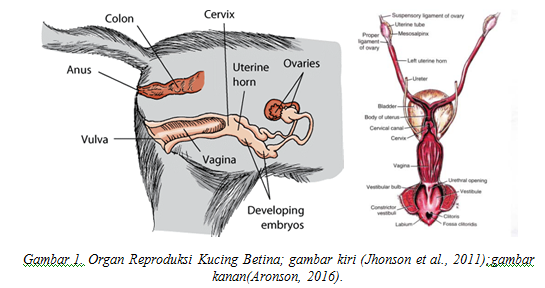 Colon
Cervix
Anus
Uterine
horn
Ovaries
Vulva
Vagina
Developing
embryos
Suspensory ligament of ovary
Uterine tube
Mesosalpinx
Proper
ligament
of ovary
Left uterine horn
Ureter
Bladder
Body of uterus
Cervical canal
Cervix
Vagina
Urethral opening
Vestibular bulb
Vestibule
Constrictor
vestibuli
Clitoris
Labium
Fossa clitoridis
Gambar 1. Organ Reproduksi Kucing Betina; gambar kiri (Jhonson et al., 2011);gambar
kanan(Aronson, 2016).